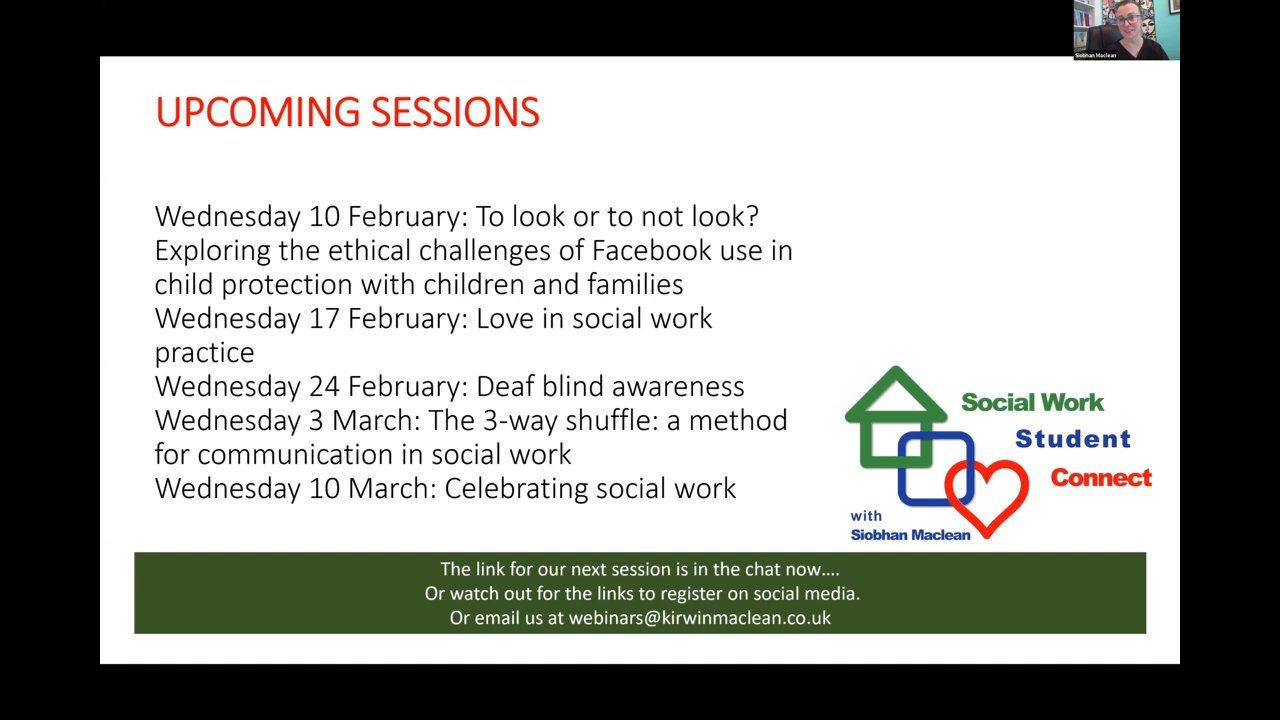 Siobhan Maclean
UPCOMING SESSIONS
Wednesday 10 February: To look or to not look?
Exploring the ethical challenges of Facebook use in
child protection with children and families
Wednesday 17 February: Love in social work
practice
Wednesday 24 February: Deaf blind awareness
Wednesday 3 March: The 3-way shuffle: a method
for communication in social work
Wednesday 10 March: Celebrating social work
Social Work
Student
Connect
with
Siobhan Maclean
The link for our next session is in the chat now....
Or watch out for the links to register on social media.
Or email us at webinars@kirwinmaclean.co.uk